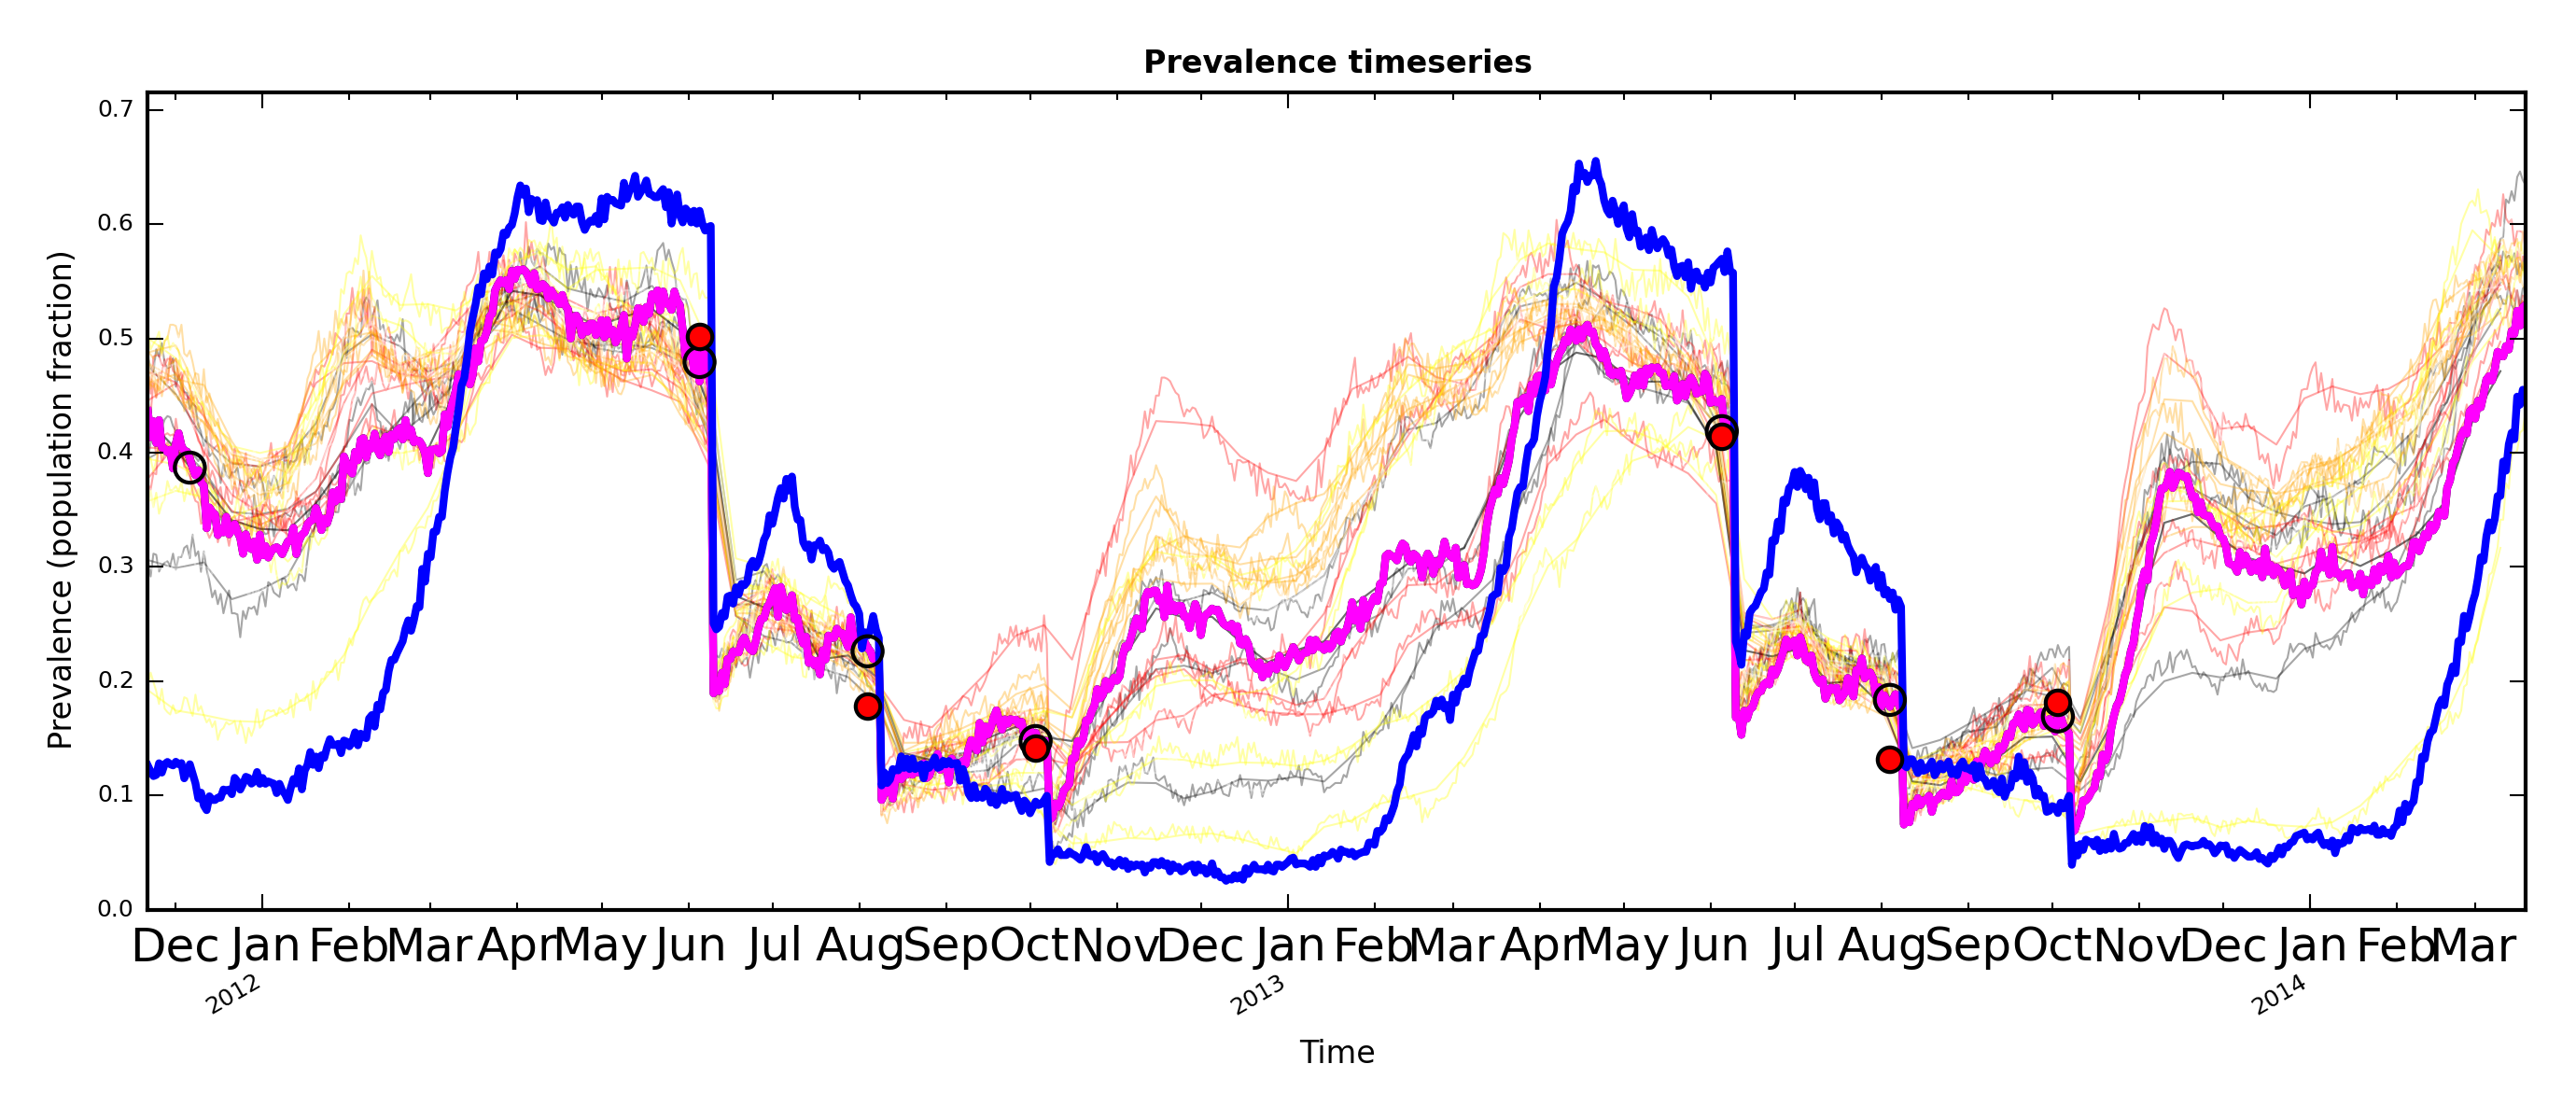 Prevalence timeseries
Prevalence (population fraction)
0.7
0.6
0.5
0.4
0.3
0.2
0.1
0.0
Dec Jan Feb Mar Apr May Jun Jul Aug Sep Oct Nov Dec Jan Feb Mar Apr May Jun Jul Aug Sep Oct Nov Dec Jan Feb Mar
2012 2013 2014
Time